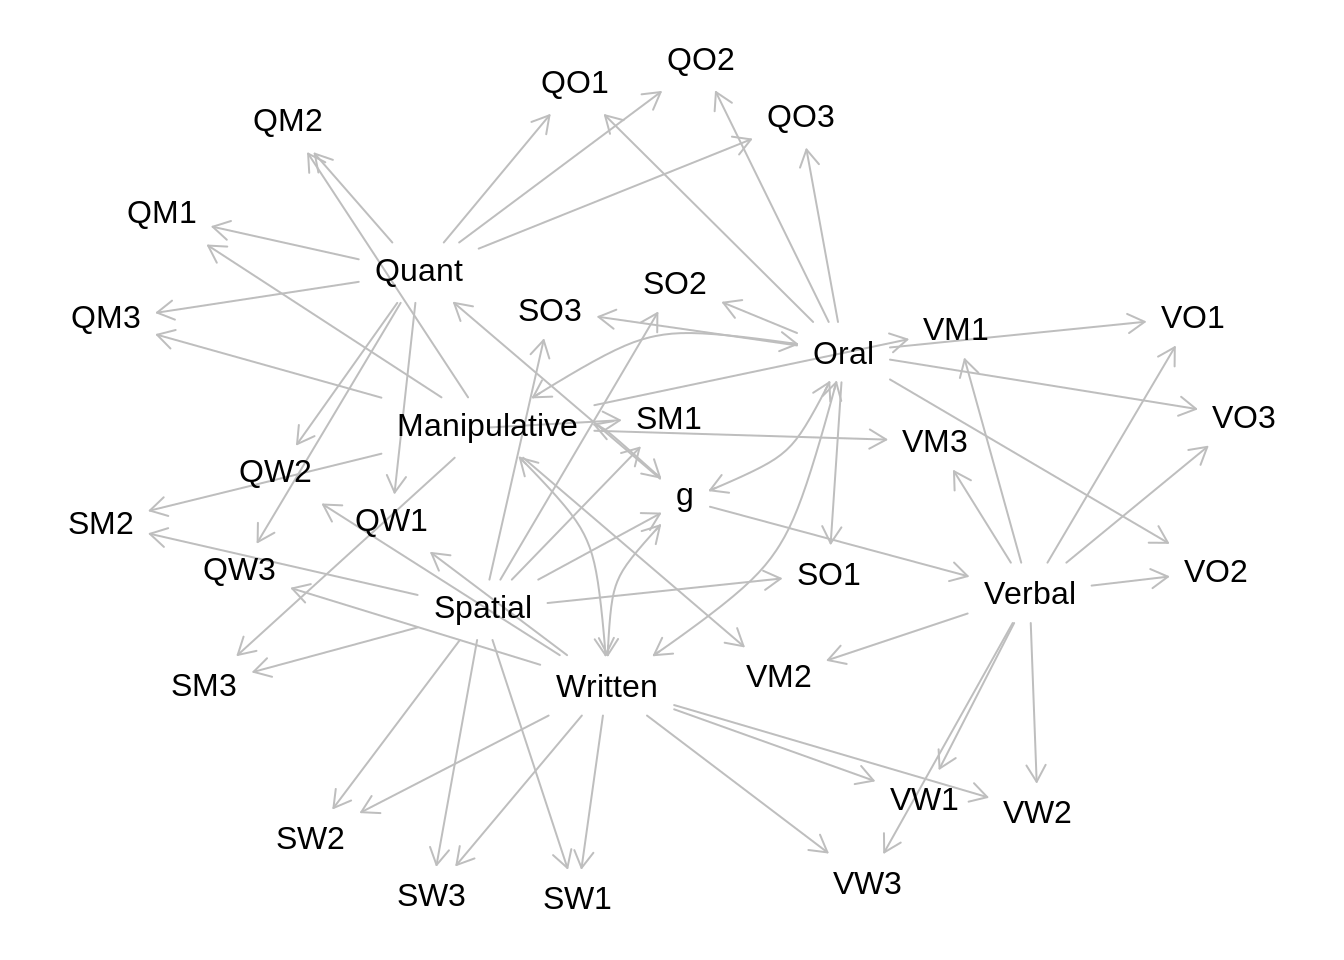 QO2
QO1
QO3
QM2
QM1
Quant
SO2
SO3
QM3
VO1
VM1
Oral
SM1
VO3
Manipulative
VM3
QW2
g
QW1
SM2
QW3
SO1
VO2
Verbal
Spatial
VM2
SM3
Written
VW1
VW2
SW2
VW3
SW3
SW1